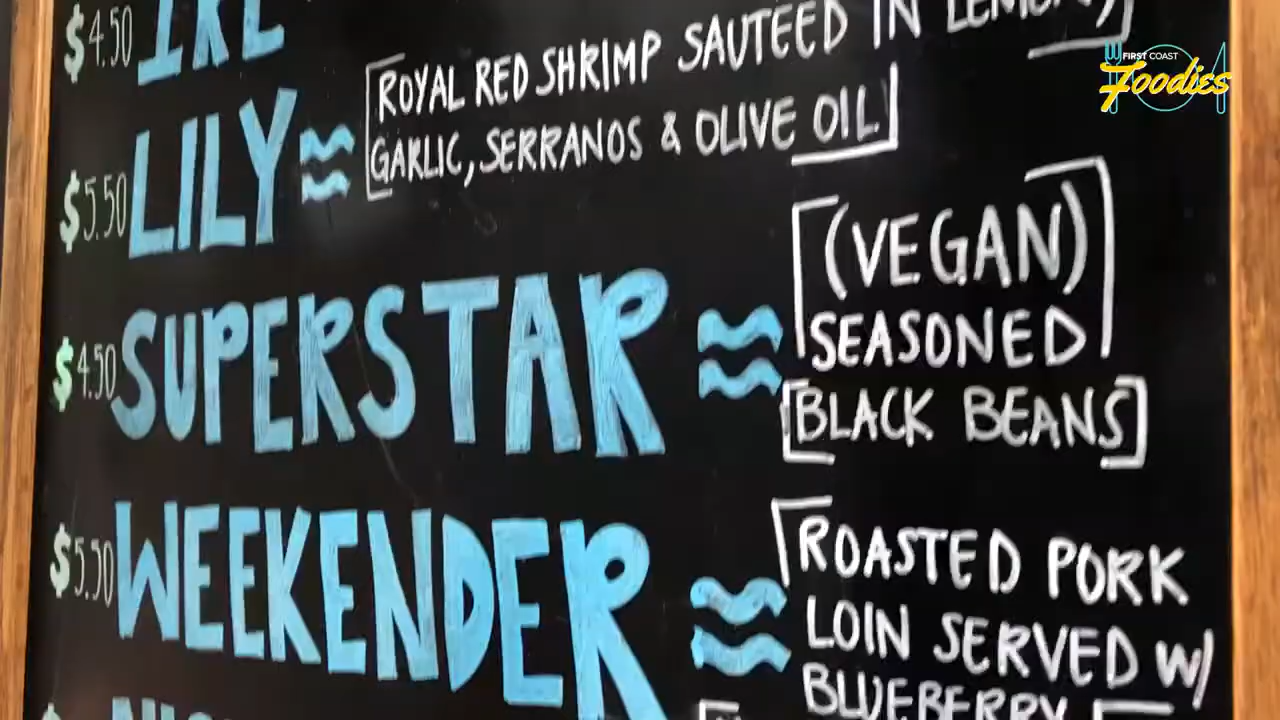 $4.50
IN
FIRST COAST
Foodies
$5.50 LILY ≈ ROYAL RED SHRIMP SAUTEED
GARLIC, SERRANOS & OLIVE OIL
$4.50 SUPERSTAR ≈ (VEGAN)
SEASONED
BLACK BEANS
$5.50 WEEKENDER ≈ ROASTED PORK
LOIN SERVED W/
BLUEBERRY